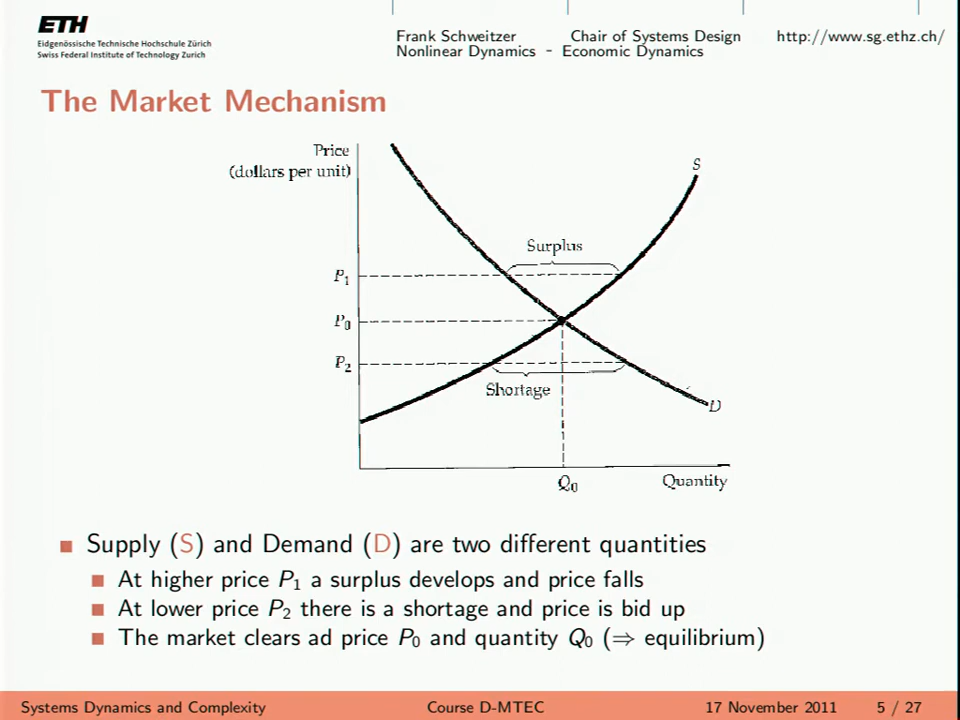 ETH
Eidgenössische Technische Hochschule Zürich
Swiss Federal Institute of Technology Zurich
Frank Schweitzer Chair of Systems Design http://www.sg.ethz.ch/
Nonlinear Dynamics - Economic Dynamics
The Market Mechanism
Price
(dollars per unit)
S
Surplus
P₁
P₀
P₂
Shortage
D
Q₀ Quantity
Supply (S) and Demand (D) are two different quantities
At higher price P₁ a surplus develops and price falls
At lower price P₂ there is a shortage and price is bid up
The market clears ad price P₀ and quantity Q₀ (⇒ equilibrium)
Systems Dynamics and Complexity Course D-MTEC 17 November 2011 5 / 27